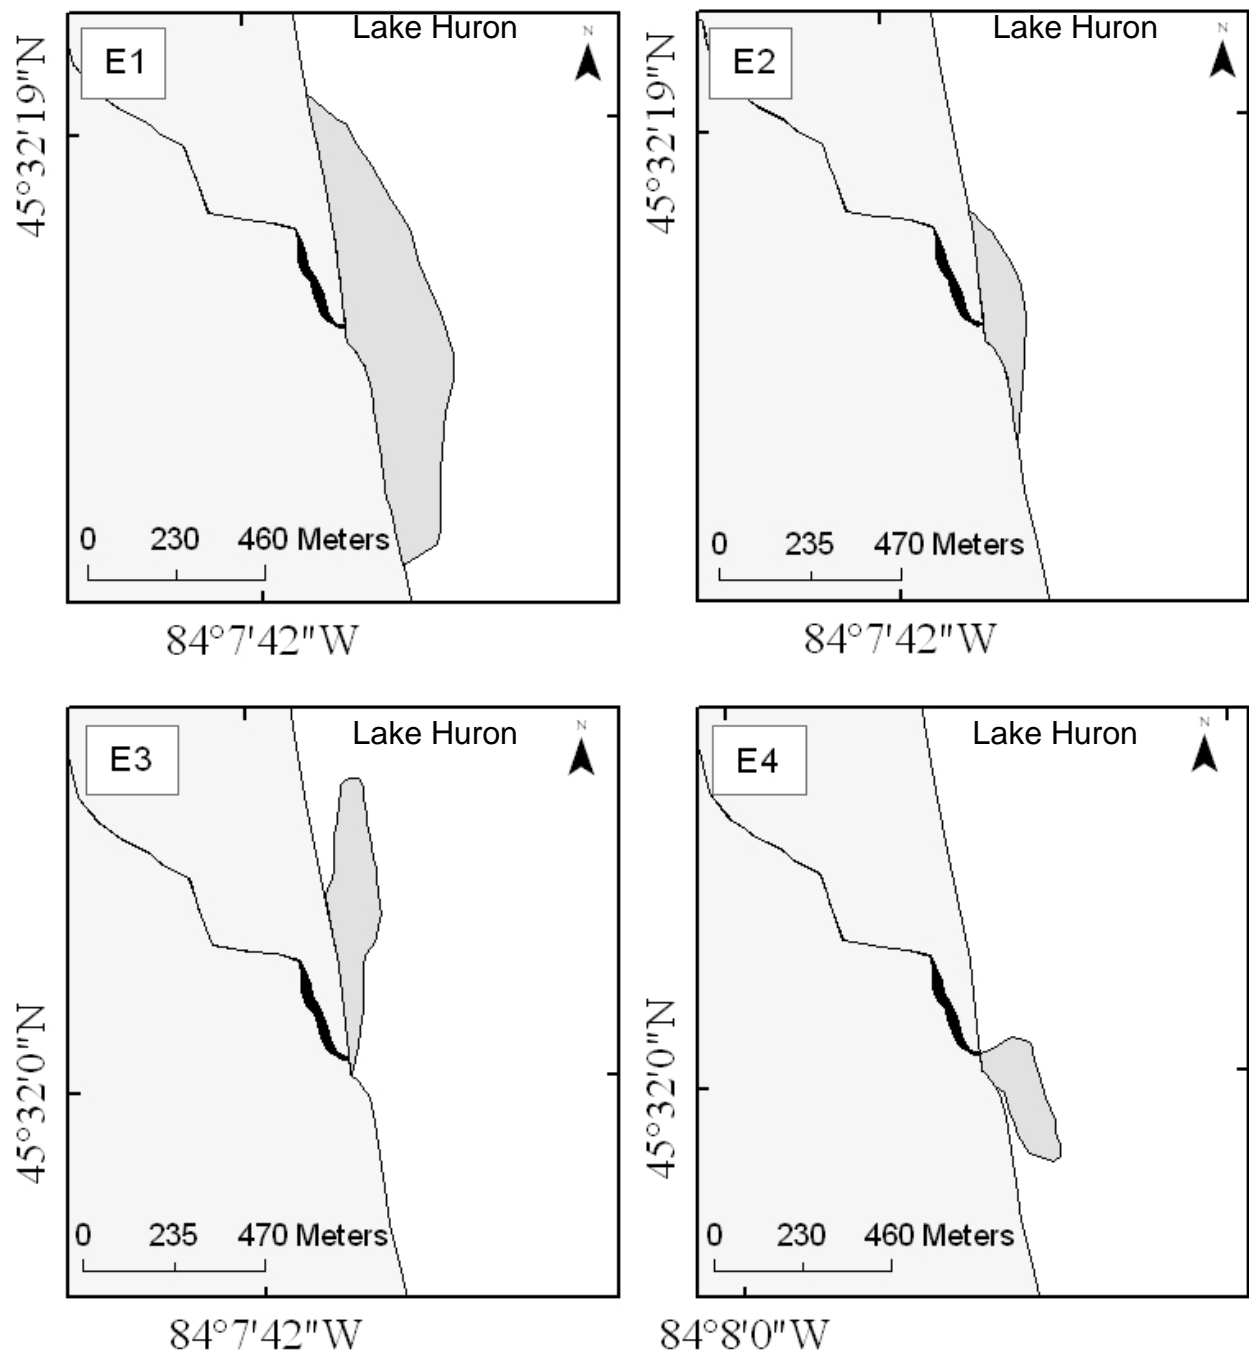 Lake Huron
N
E1
45°32'19"N
0 230 460 Meters
84°7'42"W
Lake Huron
N
E2
45°32'19"N
0 235 470 Meters
84°7'42"W
Lake Huron
N
E3
45°32'0"N
0 235 470 Meters
84°7'42"W
Lake Huron
N
E4
45°32'0"N
0 230 460 Meters
84°8'0"W